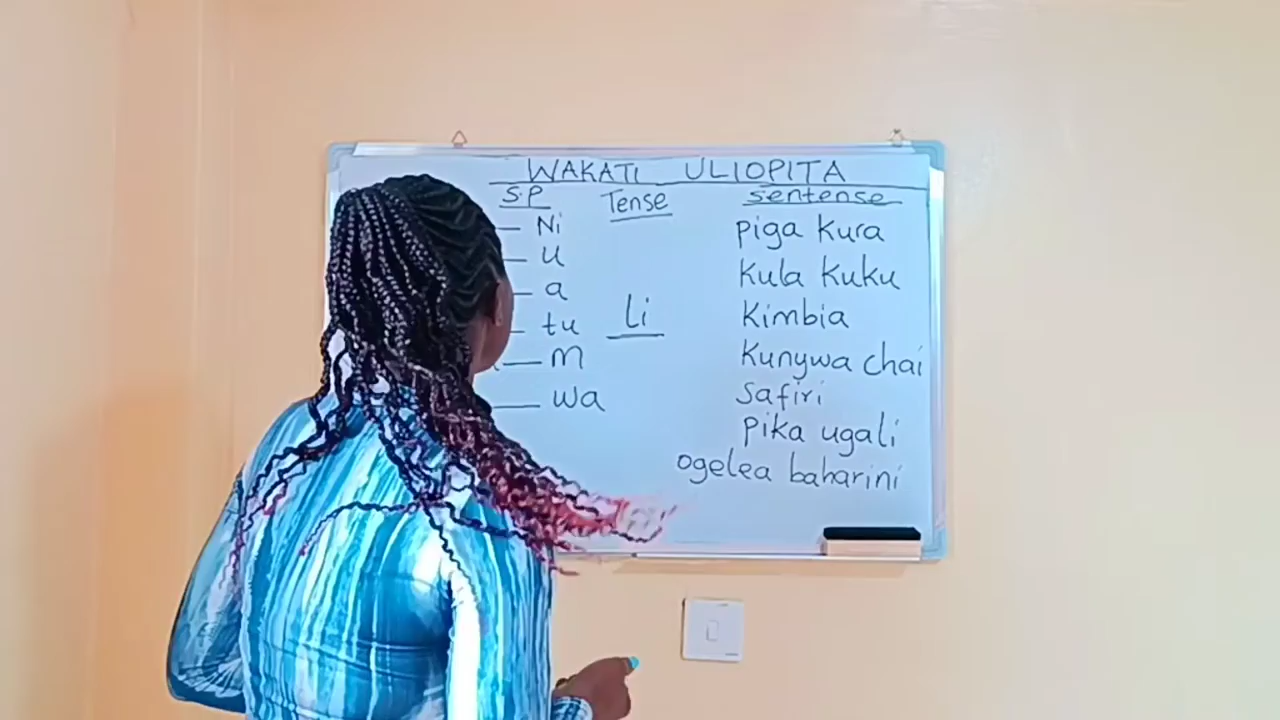 WAKATI ULIOPITA
S.P Tense Sentense
— Ni piga kura
— u kula kuku
— a kimbia
— tu Li kunywa chai
— m safiri
— wa pika ugali
ogelea baharini